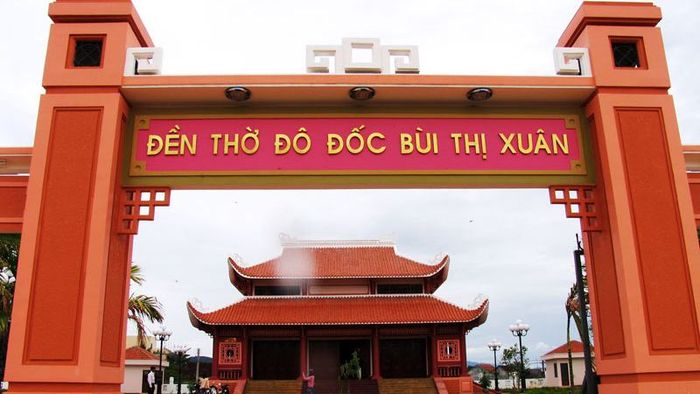 ĐỀN THỜ ĐÔ ĐỐC BÙI THỊ XUÂN